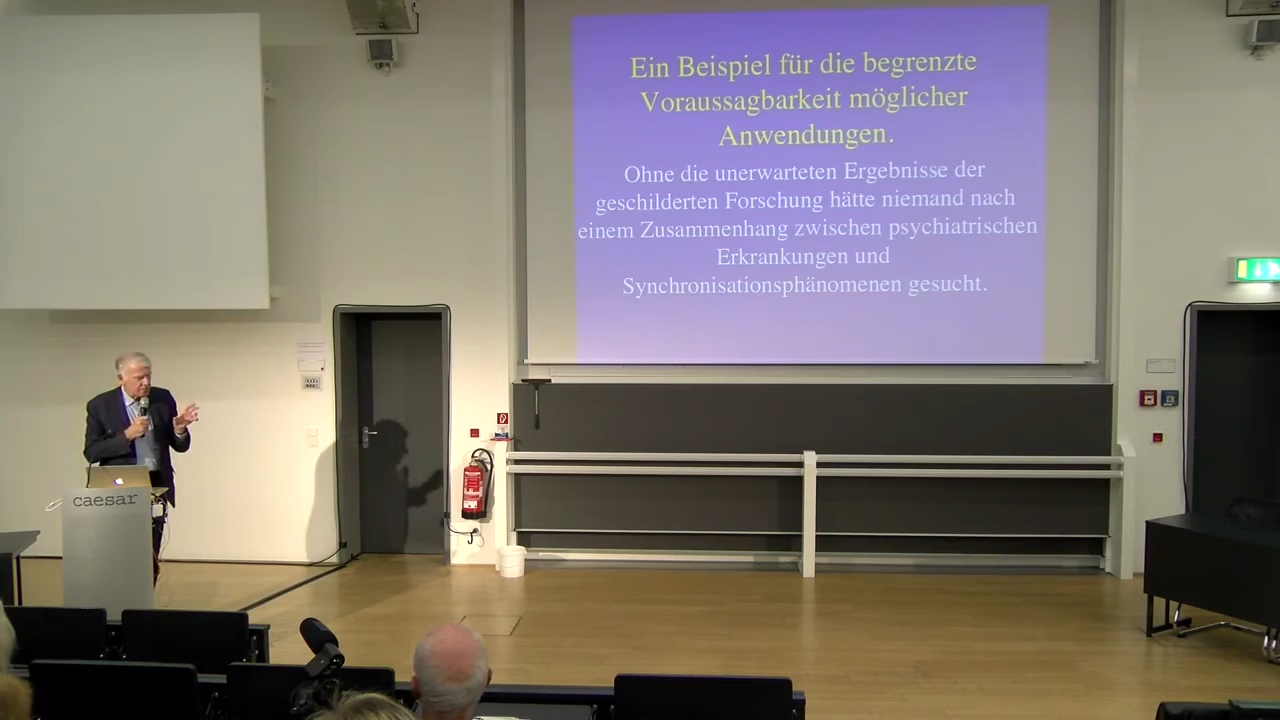 Ein Beispiel für die begrenzte
Voraussagbarkeit möglicher
Anwendungen.
Ohne die unerwarteten Ergebnisse der
geschilderten Forschung hätte niemand nach
einem Zusammenhang zwischen psychiatrischen
Erkrankungen und
Synchronisationsphänomenen gesucht.
caesar